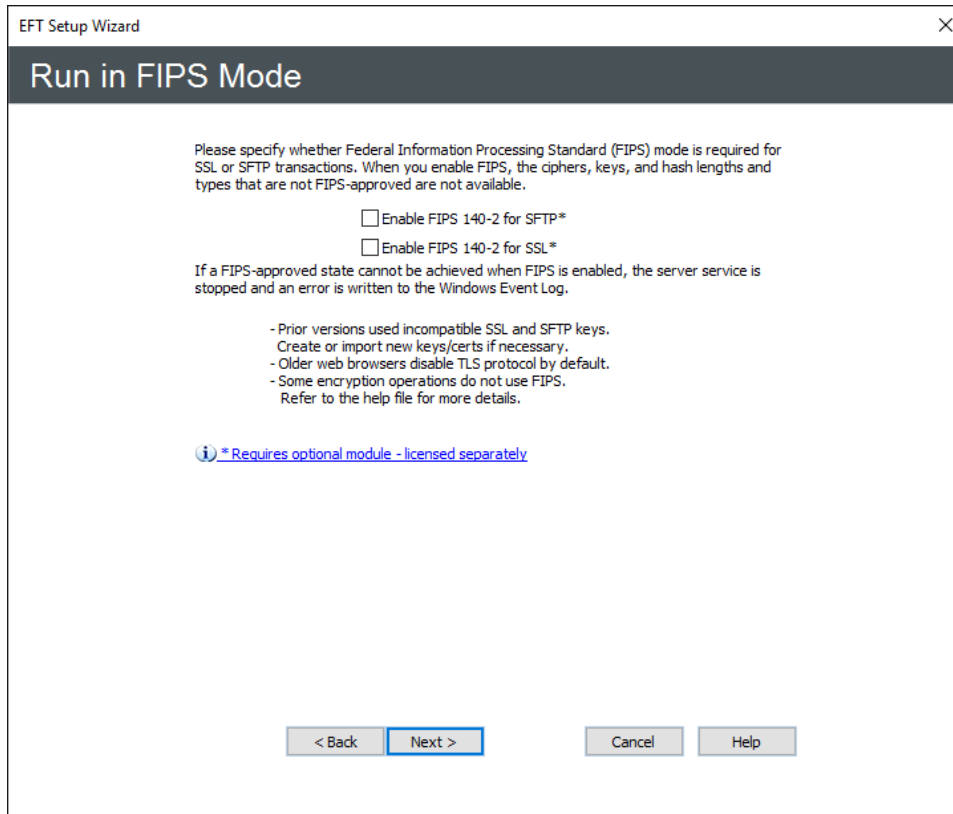 EFT Setup Wizard
Run in FIPS Mode
Please specify whether Federal Information Processing Standard (FIPS) mode is required for
SSL or SFTP transactions. When you enable FIPS, the ciphers, keys, and hash lengths and
types that are not FIPS-approved are not available.
Enable FIPS 140-2 for SFTP*
Enable FIPS 140-2 for SSL*
If a FIPS-approved state cannot be achieved when FIPS is enabled, the server service is
stopped and an error is written to the Windows Event Log.
- Prior versions used incompatible SSL and SFTP keys.
Create or import new keys/certs if necessary.
- Older web browsers disable TLS protocol by default.
- Some encryption operations do not use FIPS.
Refer to the help file for more details.
* Requires optional module - licensed separately
< Back
Next >
Cancel
Help